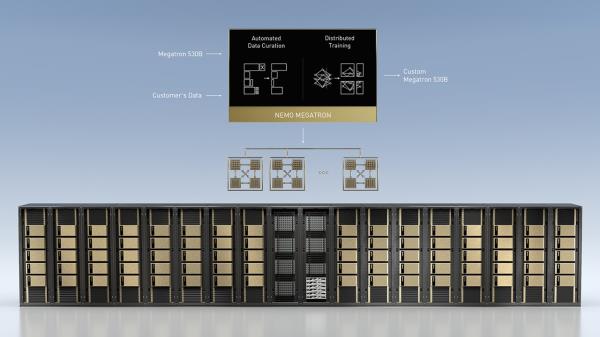 Automated
Data Curation
Distributed
Training
Megatron 530B
Customer's Data
Custom
Megatron 530B
NEMO MEGATRON